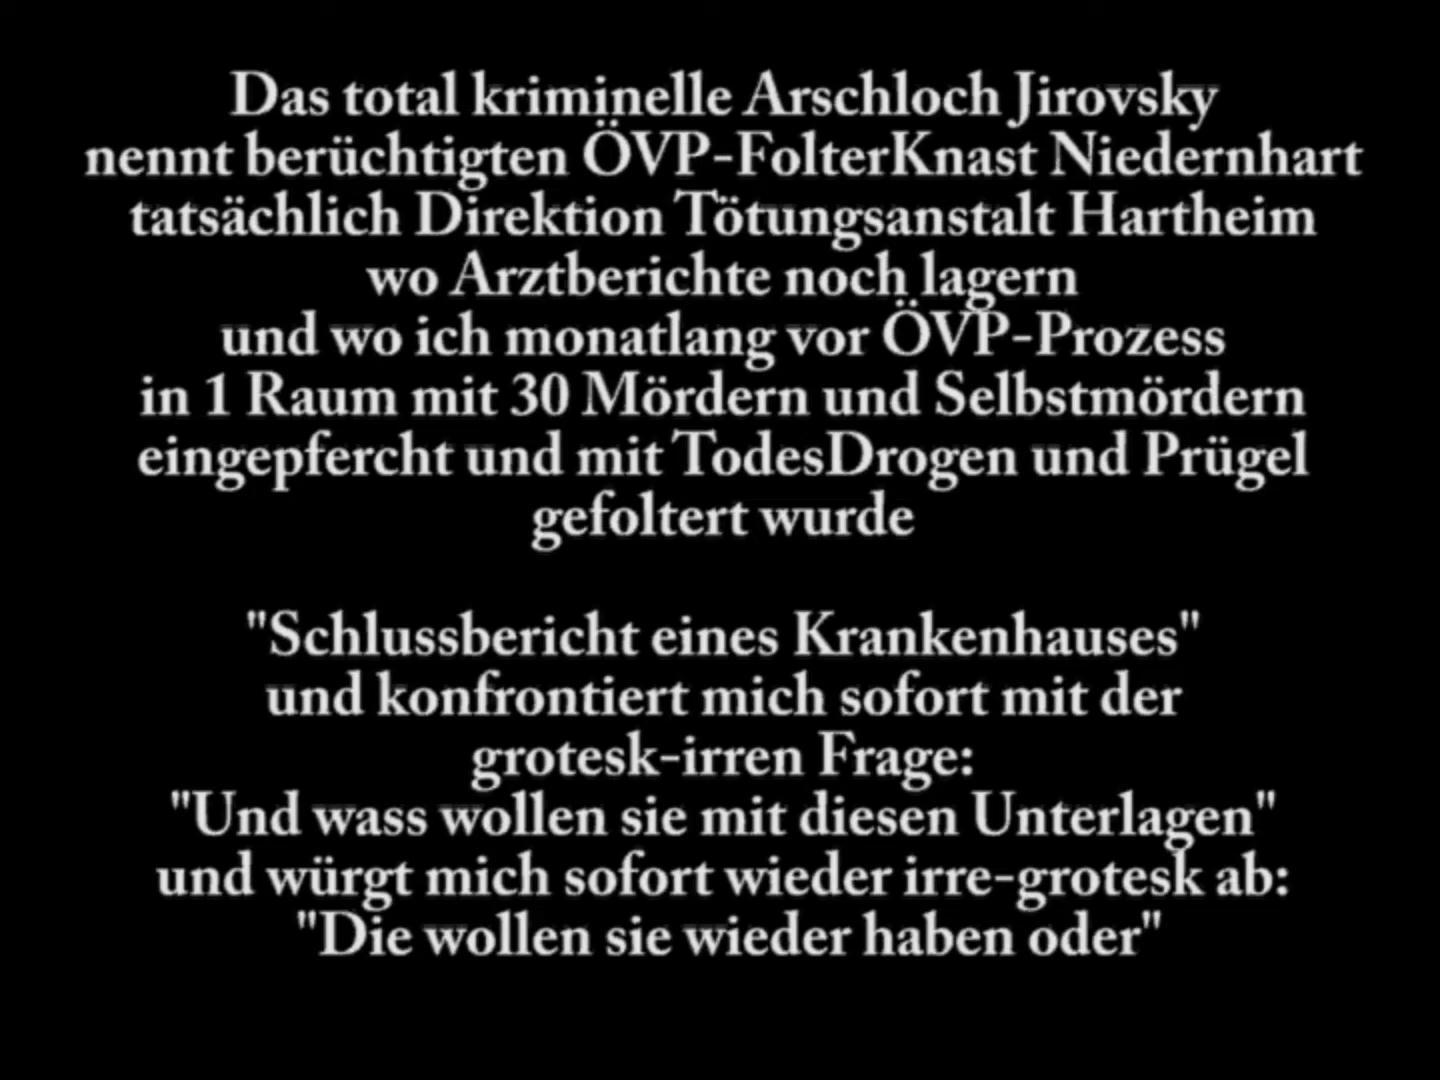 Das total kriminelle Arschloch Jirovsky
nennt berüchtigten ÖVP-FolterKnast Niedernhart
tatsächlich Direktion Tötungsanstalt Hartheim
wo Arztberichte noch lagern
und wo ich monatlang vor ÖVP-Prozess
in 1 Raum mit 30 Mördern und Selbstmördern
eingepfercht und mit TodesDrogen und Prügel
gefoltert wurde
"Schlussbericht eines Krankenhauses"
und konfrontiert mich sofort mit der
grotesk-irren Frage:
"Und wass wollen sie mit diesen Unterlagen"
und würgt mich sofort wieder irre-grotesk ab:
"Die wollen sie wieder haben oder"